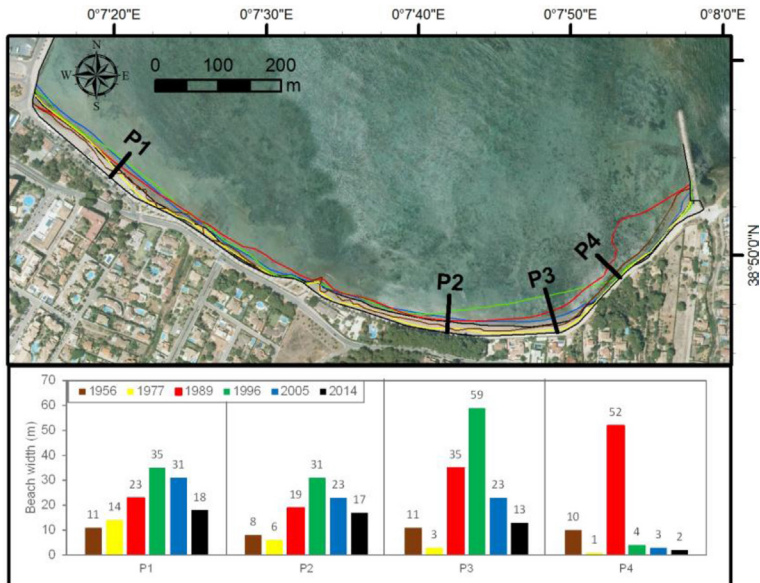 0°7'20"E 0°7'30"E 0°7'40"E 0°7'50"E 0°8'0"E
N
W E
S
0 100 200
m
P1
P2
P3
P4
38°50'0"N
Beach width (m)
70
60
50
40
30
20
10
0
1956 1977 1989 1996 2005 2014
11 14 23 35 31 18
8 6 19 31 23 17
11 3 35 59 23 13
10 1 52 4 3 2
P1 P2 P3 P4